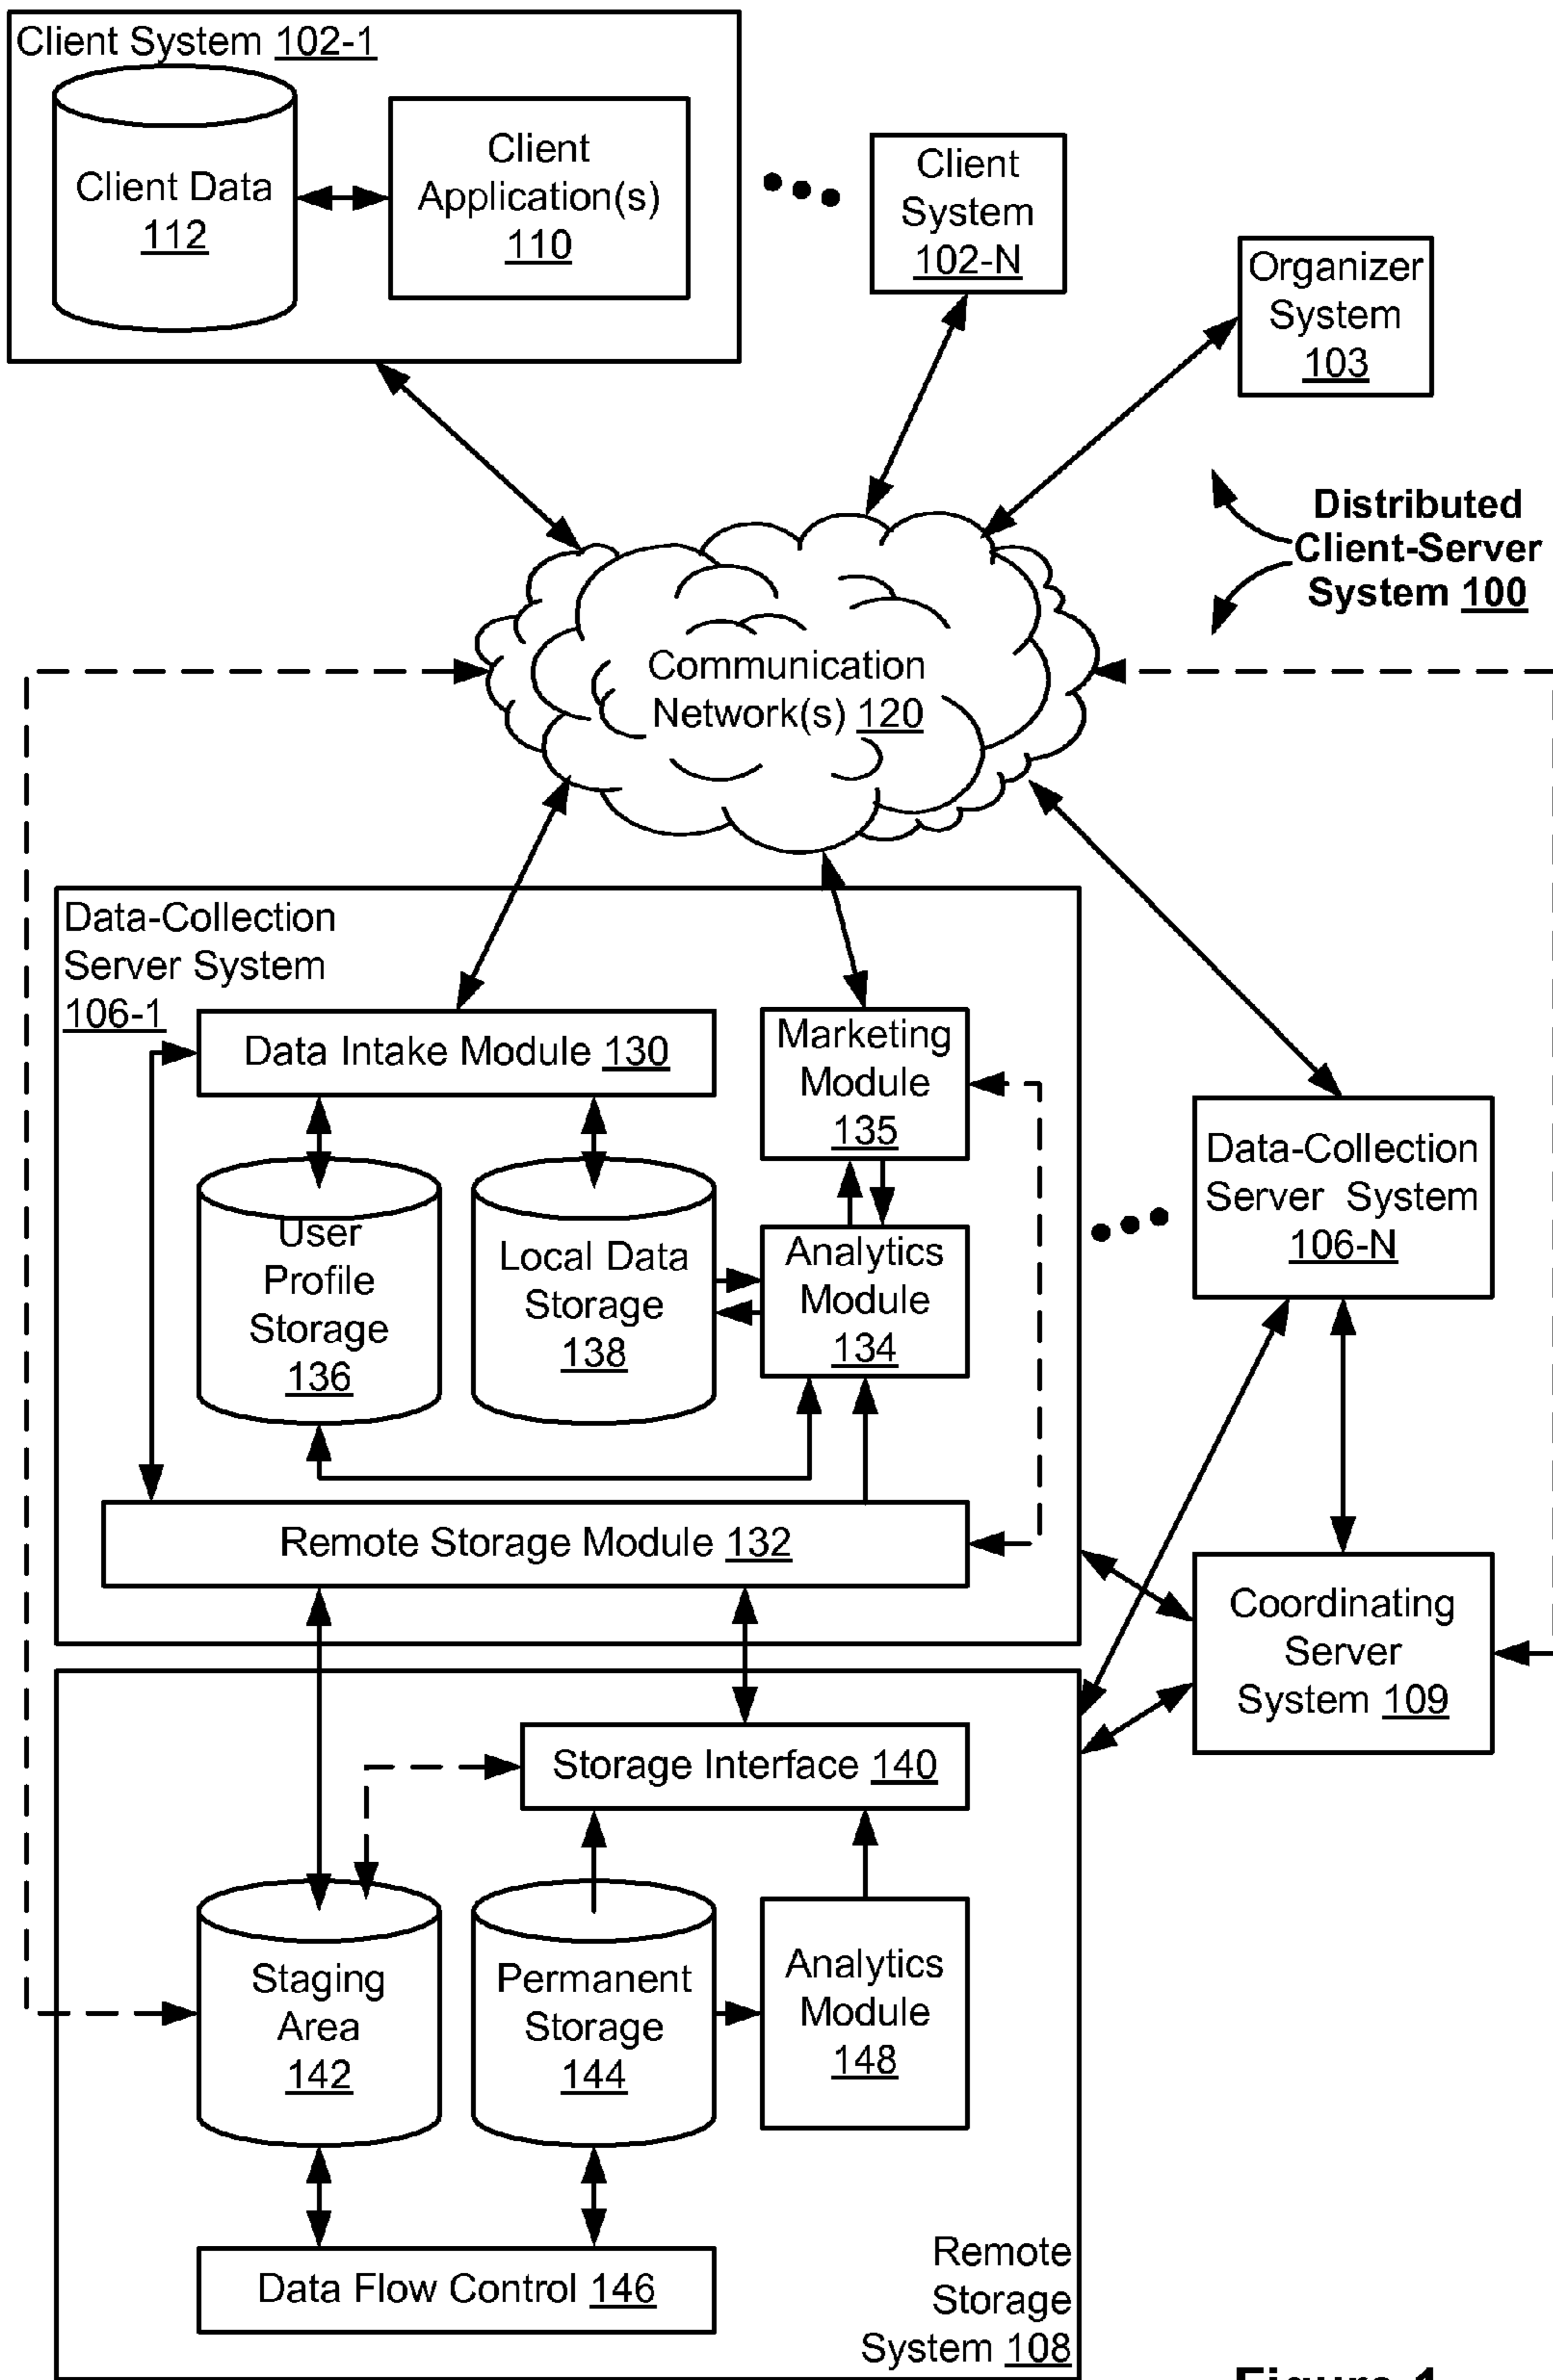 Client System 102-1
Client Data
112
Client
Application(s)
110
Client
System
102-N
Organizer
System
103
Distributed
Client-Server
System 100
Communication
Network(s) 120
Data-Collection
Server System
106-1
Data Intake Module 130
Marketing
Module
135
User
Profile
Storage
136
Local Data
Storage
138
Analytics
Module
134
Data-Collection
Server System
106-N
Remote Storage Module 132
Coordinating
Server
System 109
Storage Interface 140
Staging
Area
142
Permanent
Storage
144
Analytics
Module
148
Data Flow Control 146
Remote
Storage
System 108
Figure 1